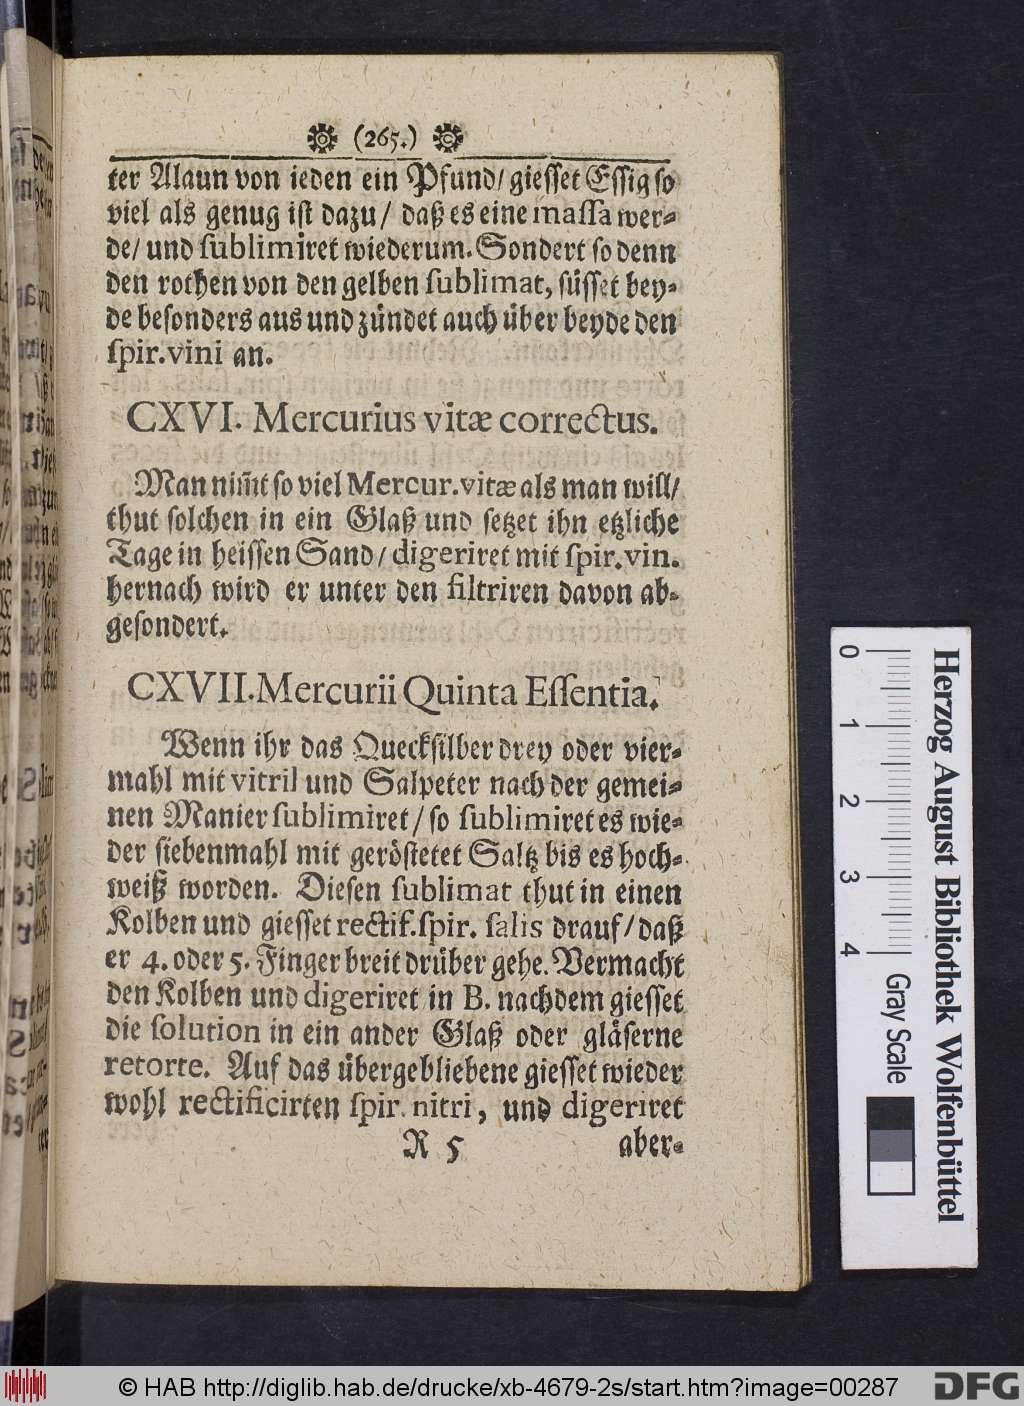 (265.)
ter Alaun von ieden ein Pfund/ giesset Essig so
viel als genug ist dazu/ daß es eine massa wer-
de/ und sublimiret wiederum. Sondert so denn
den rothen von den gelben sublimat, süsset bey-
de besonders aus und zündet auch über beyde den
spir. vini an.
CXVI. Mercurius vitæ correctus.
Man nim̃t so viel Mercur. vitæ als man will/
thut solchen in ein Glaß und setzet ihn etzliche
Tage in heissen Sand/ digeriret mit spir. vin.
hernach wird er unter den filtriren davon ab-
gesondert.
CXVII. Mercurii Quinta Essentia.
Wenn ihr das Quecksilber drey oder vier-
mahl mit vitril und Salpeter nach der gemei-
nen Manier sublimiret/ so sublimiret es wie-
der siebenmahl mit geröstetet Saltz bis es hoch-
weiß worden. Diesen sublimat thut in einen
Kolben und giesset rectif. spir. salis drauf/ daß
er 4. oder 5. Finger breit drüber gehe. Vermacht
den Kolben und digeriret in B. nachdem giesset
die solution in ein ander Glaß oder gläserne
retorte. Auf das übergebliebene giesset wieder
wohl rectificirten spir. nitri, und digeriret
R 5 aber-
Herzog August Bibliothek Wolfenbüttel
0 1 2 3 4 Gray Scale
© HAB http://diglib.hab.de/drucke/xb-4679-2s/start.htm?image=00287
DFG